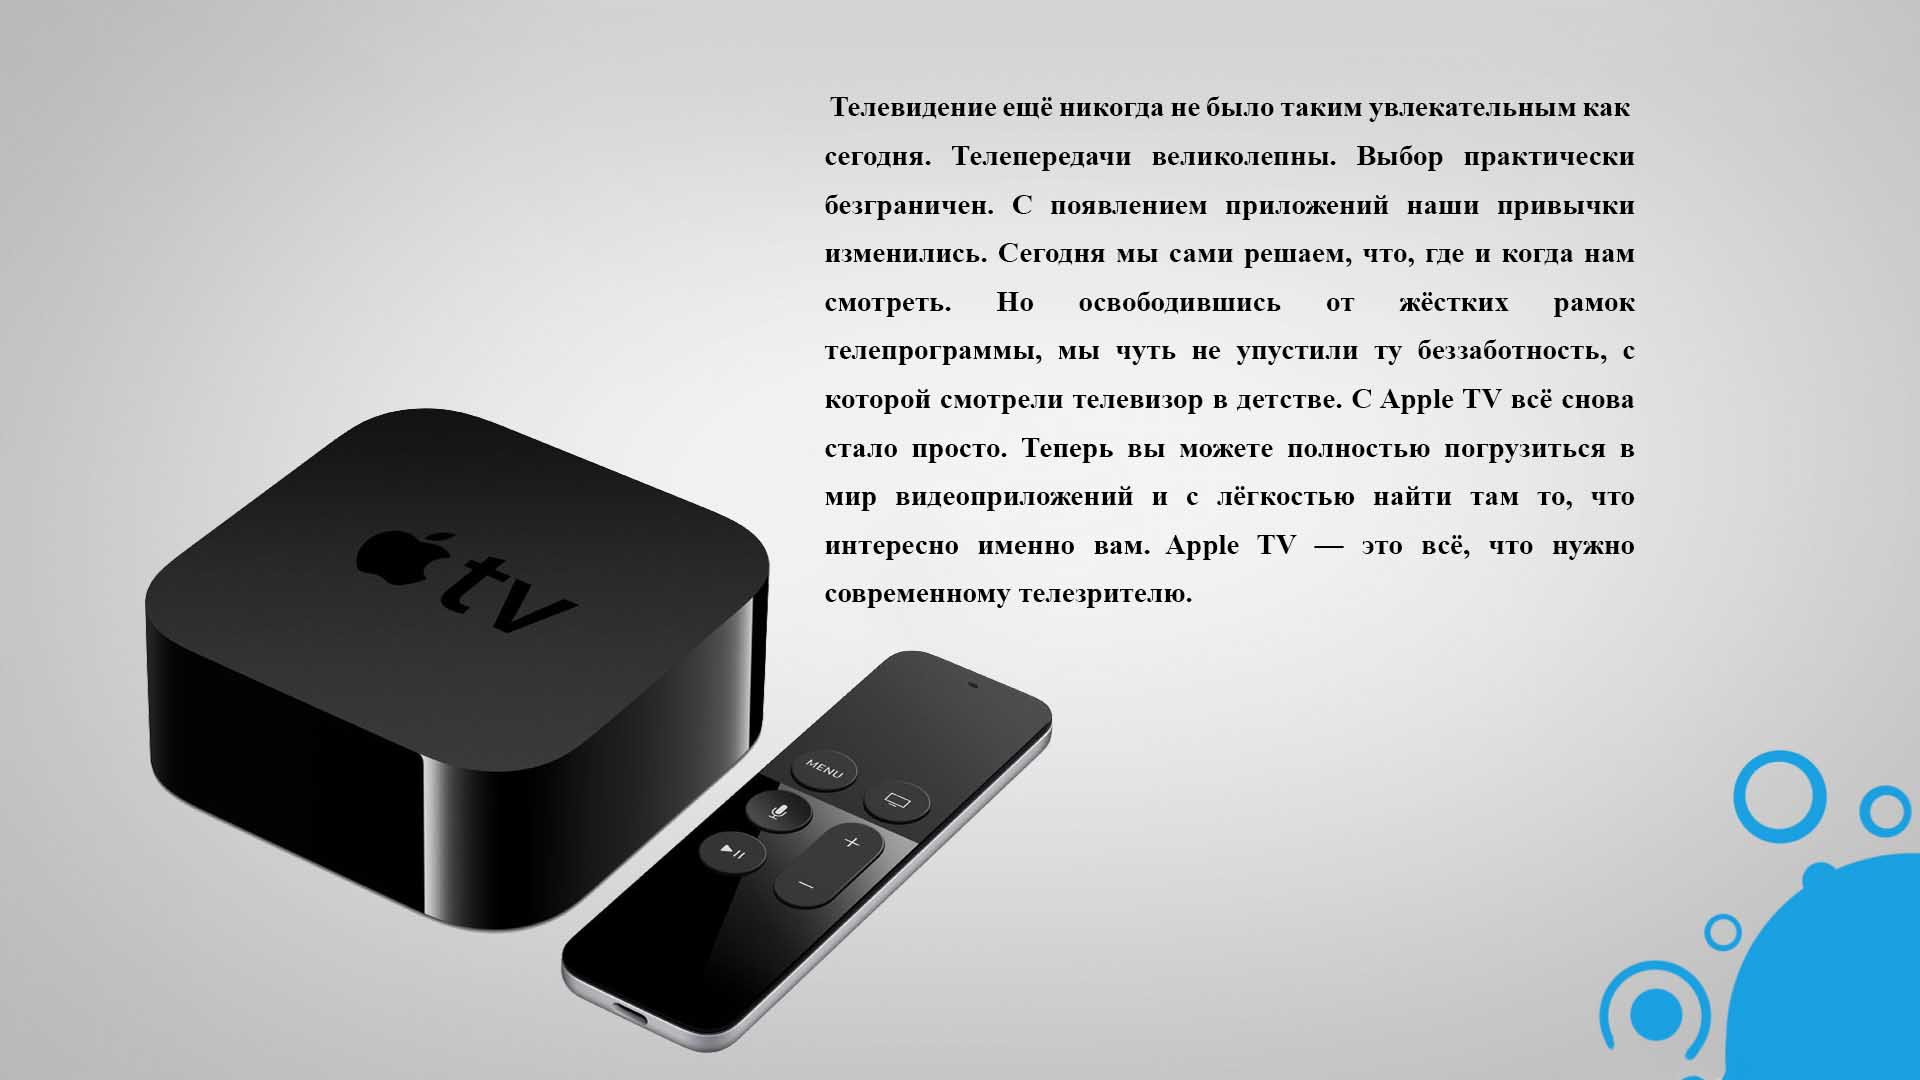 Телевидение ещё никогда не было таким увлекательным как
сегодня. Телепередачи великолепны. Выбор практически
безграничен. С появлением приложений наши привычки
изменились. Сегодня мы сами решаем, что, где и когда нам
смотреть. Но освободившись от жёстких рамок
телепрограммы, мы чуть не упустили ту беззаботность, с
которой смотрели телевизор в детстве. С Apple TV всё снова
стало просто. Теперь вы можете полностью погрузиться в
мир видеоприложений и с лёгкостью найти там то, что
интересно именно вам. Apple TV — это всё, что нужно
современному телезрителю.
tv
MENU